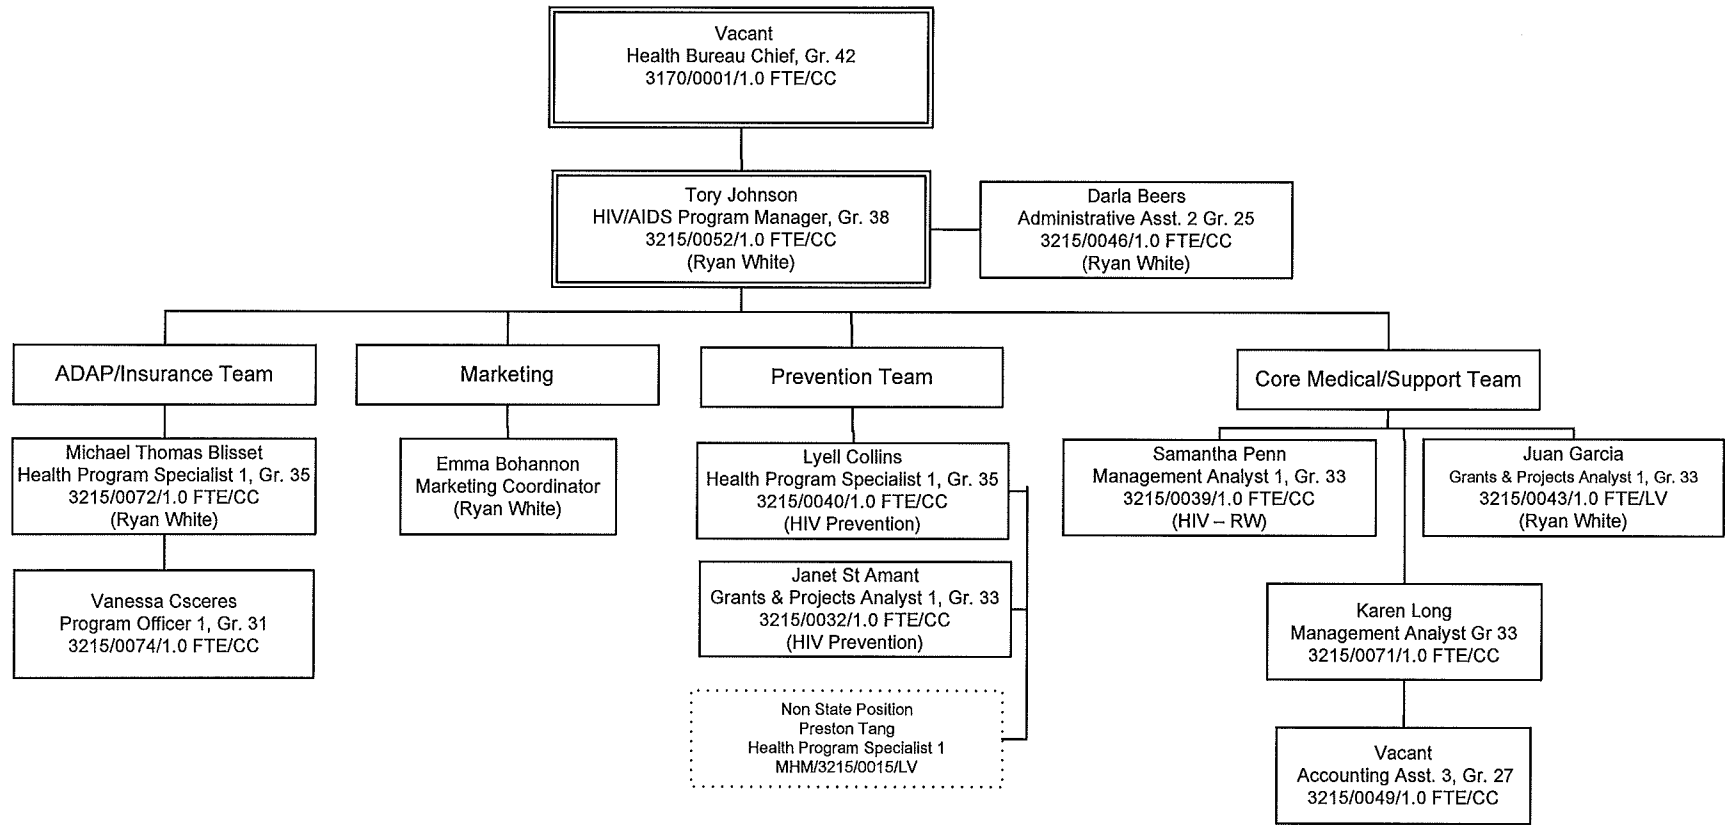 Vacant
Health Bureau Chief, Gr. 42
3170/0001/1.0 FTE/CC
Tory Johnson
HIV/AIDS Program Manager, Gr. 38
3215/0052/1.0 FTE/CC
(Ryan White)
Darla Beers
Administrative Asst. 2 Gr. 25
3215/0046/1.0 FTE/CC
(Ryan White)
ADAP/Insurance Team
Michael Thomas Blisset
Health Program Specialist 1, Gr. 35
3215/0072/1.0 FTE/CC
(Ryan White)
Vanessa Csceres
Program Officer 1, Gr. 31
3215/0074/1.0 FTE/CC
Marketing
Emma Bohannon
Marketing Coordinator
(Ryan White)
Prevention Team
Lyell Collins
Health Program Specialist 1, Gr. 35
3215/0040/1.0 FTE/CC
(HIV Prevention)
Janet St Amant
Grants & Projects Analyst 1, Gr. 33
3215/0032/1.0 FTE/CC
(HIV Prevention)
Non State Position
Preston Tang
Health Program Specialist 1
MHM/3215/0015/LV
Core Medical/Support Team
Samantha Penn
Management Analyst 1, Gr. 33
3215/0039/1.0 FTE/CC
(HIV – RW)
Juan Garcia
Grants & Projects Analyst 1, Gr. 33
3215/0043/1.0 FTE/LV
(Ryan White)
Karen Long
Management Analyst Gr 33
3215/0071/1.0 FTE/CC
Vacant
Accounting Asst. 3, Gr. 27
3215/0049/1.0 FTE/CC